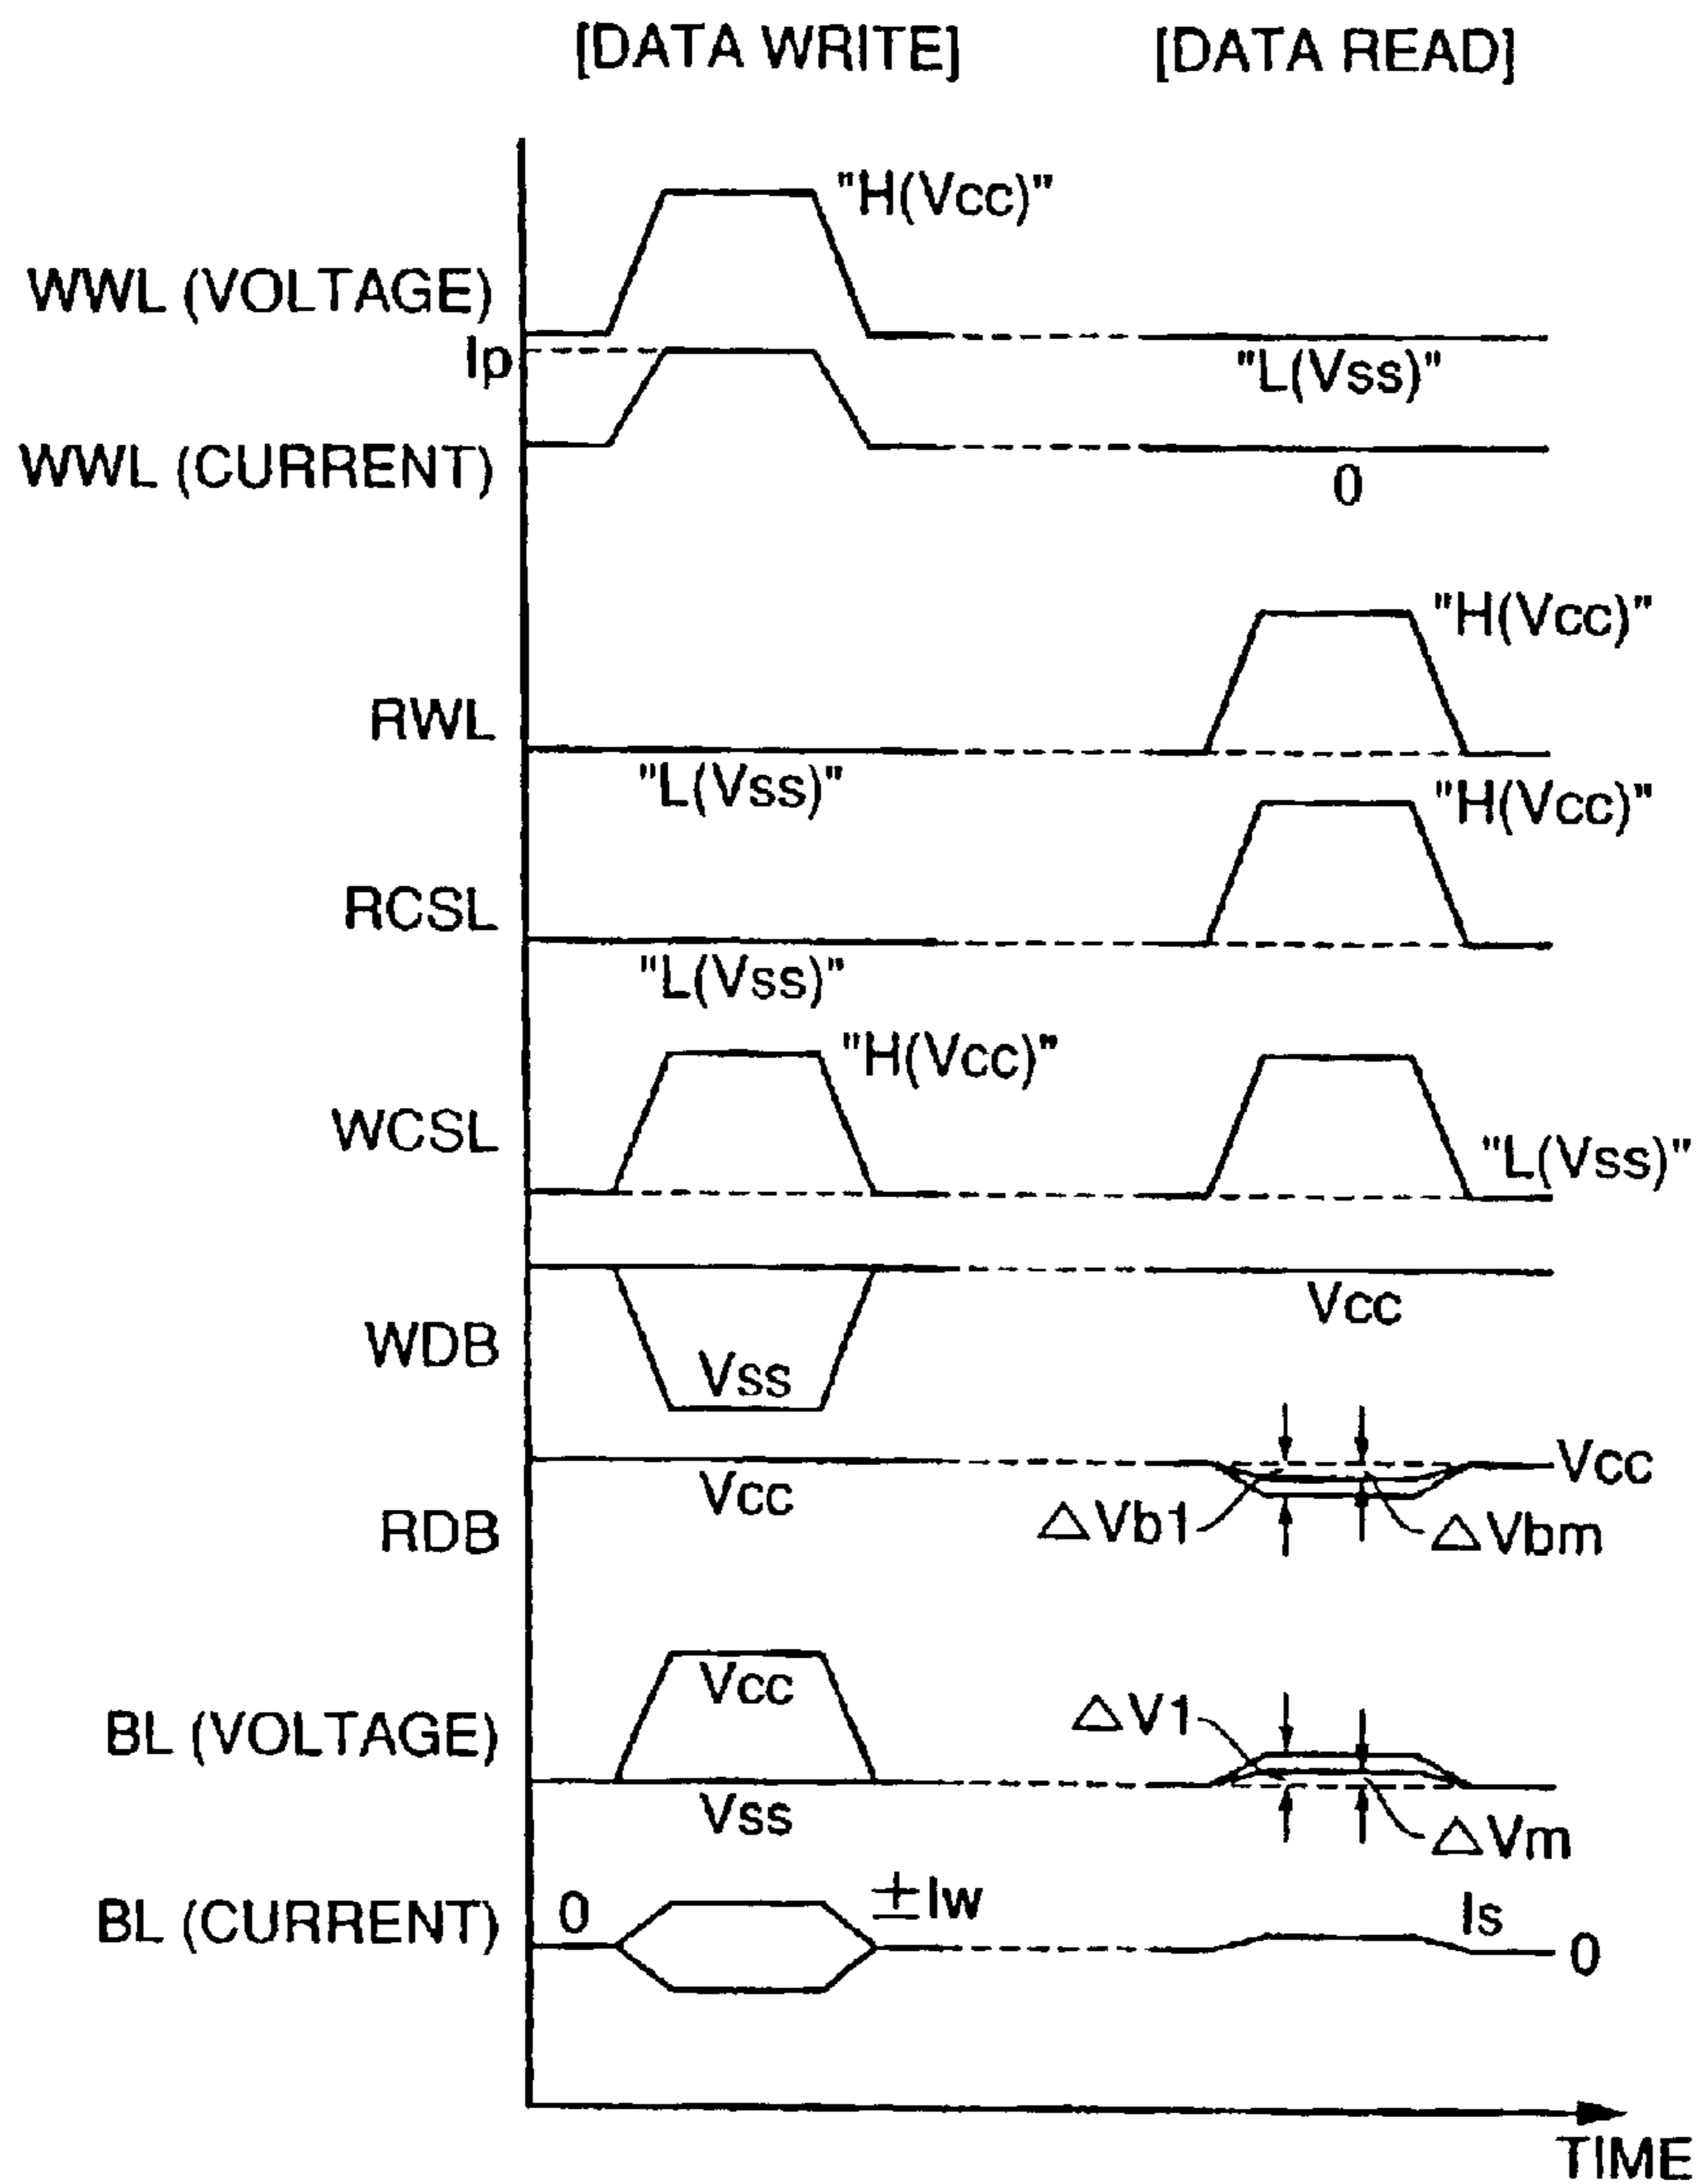 [DATA WRITE] [DATA READ]
"H(Vcc)"
WWL (VOLTAGE)
Ip
"L(Vss)"
WWL (CURRENT)
0
"H(Vcc)"
RWL
"L(Vss)"
"H(Vcc)"
RCSL
"L(Vss)"
"H(Vcc)"
WCSL
"L(Vss)"
Vcc
WDB
Vss
Vcc
Vcc
△Vb1
△Vbm
RDB
Vcc
△V1
BL (VOLTAGE)
Vss
△Vm
0 ±Iw Is
BL (CURRENT)
0
TIME